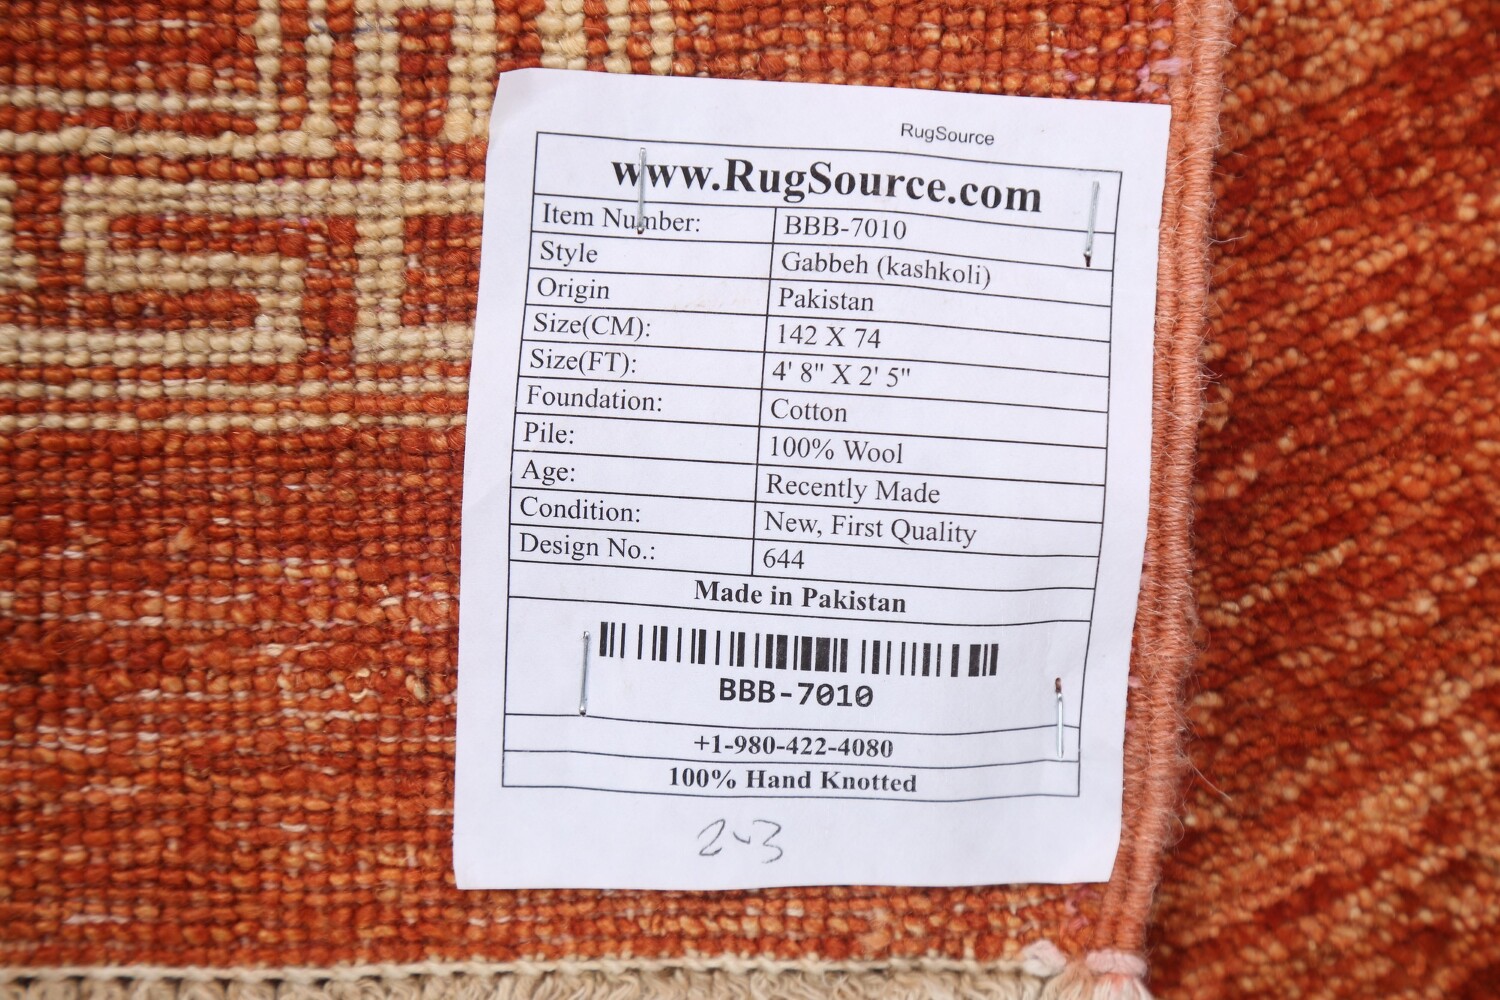 RugSource
www.RugSource.com
Item Number: BBB-7010
Style Gabbeh (kashkoli)
Origin Pakistan
Size(CM): 142 X 74
Size(FT): 4' 8" X 2' 5"
Foundation: Cotton
Pile: 100% Wool
Age: Recently Made
Condition: New, First Quality
Design No.: 644
Made in Pakistan
BBB-7010
+1-980-422-4080
100% Hand Knotted